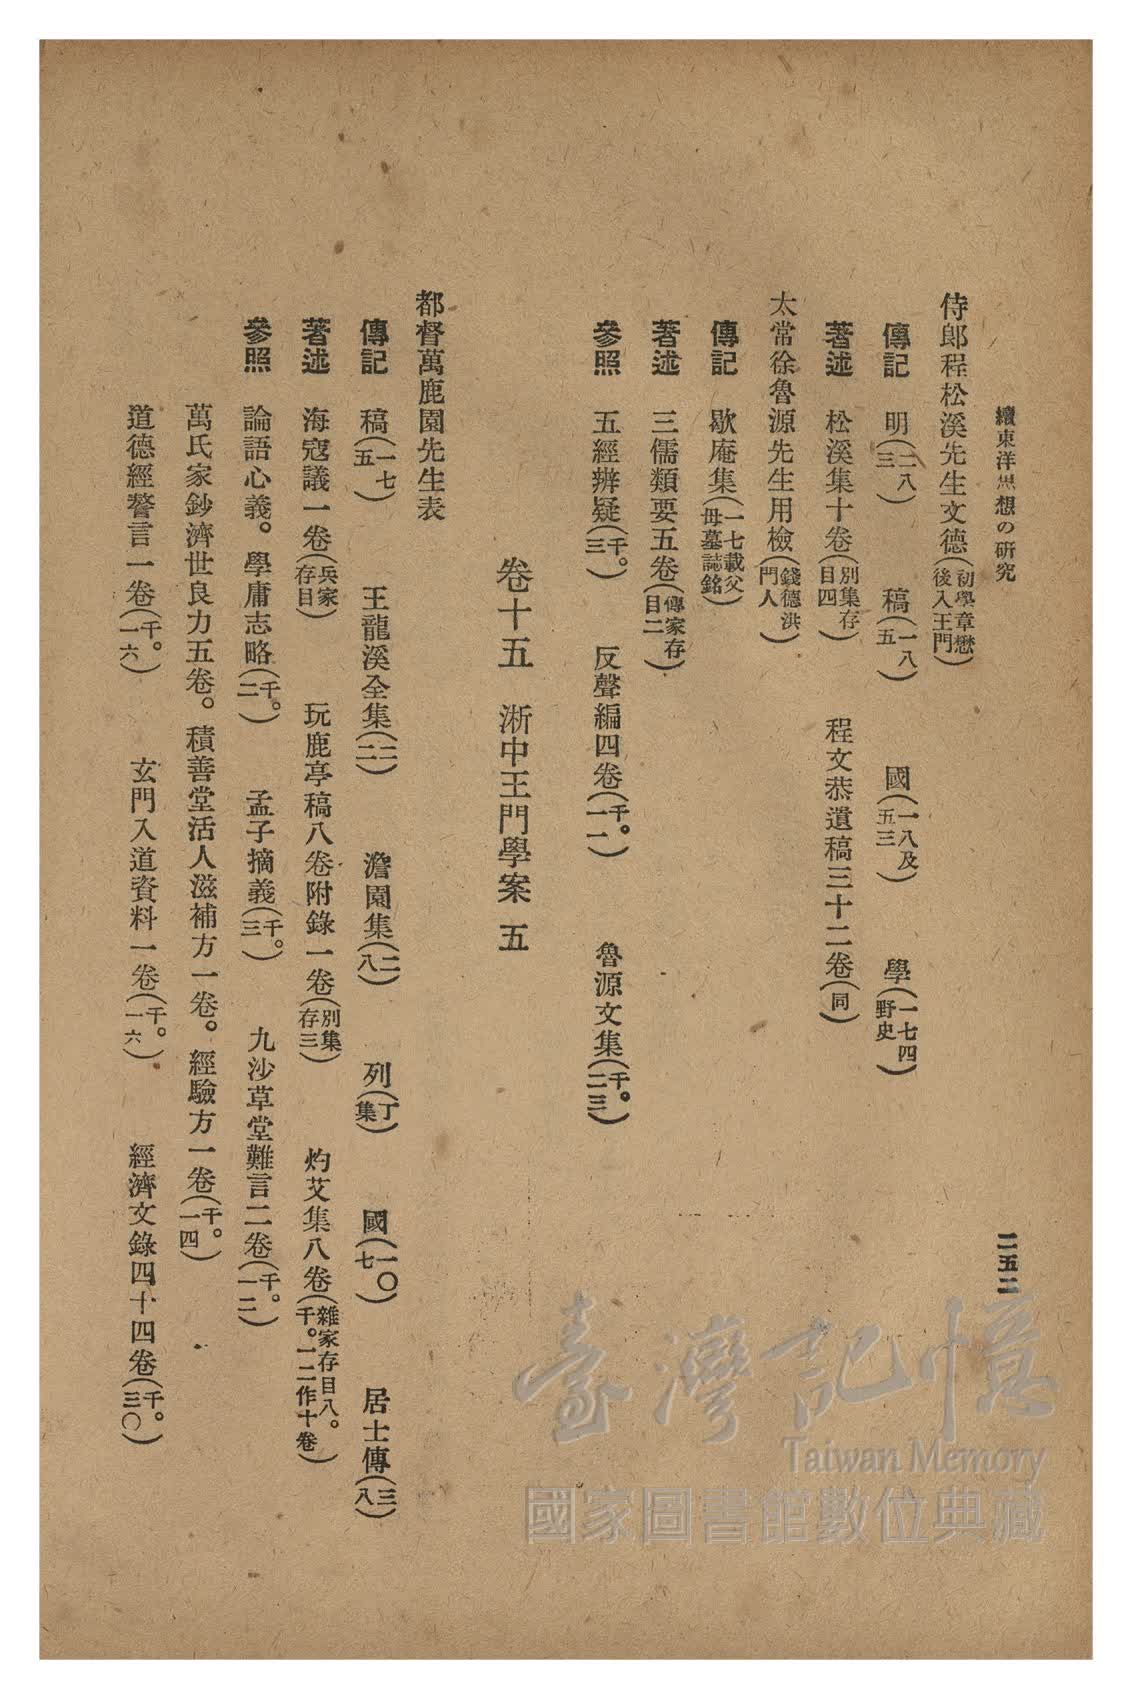 續東洋思想の研究
二五二
侍郎程松溪先生文德(初學章懋後入王門)
傳記 明(二八三) 稿(一八五) 國(一八及五三) 學(一七四野史)
著述 松溪集十卷(別集存目四) 程文恭遺稿三十二卷(同)
太常徐魯源先生用檢(錢德洪門人)
傳記 歇庵集(一七載父母墓誌銘)
著述 三儒類要五卷(傳家存目二)
參照 五經辨疑(千。三) 反聲編四卷(千。一一) 魯源文集(千。二三)
卷十五 淅中王門學案 五
都督萬鹿園先生表
傳記 稿(一七五) 王龍溪全集(二二) 澹園集(二八) 列(丁集) 國(一〇七) 居士傳(三八)
著述 海寇議一卷(兵家存目) 玩鹿亭稿八卷附錄一卷(別集存三) 灼艾集八卷(雜家存目八。千。一二作十卷)
參照 論語心義。學庸志略(千。二) 孟子摘義(千。三) 九沙草堂難言二卷(千。一二)
萬氏家鈔濟世良力五卷。積善堂活人滋補方一卷。經驗方一卷(千。一四)
道德經瞀言一卷(千。一六) 玄門入道資料一卷(千。一六) 經濟文錄四十四卷(千。三〇)
臺灣記憶
Taiwan Memory
國家圖書館數位典藏